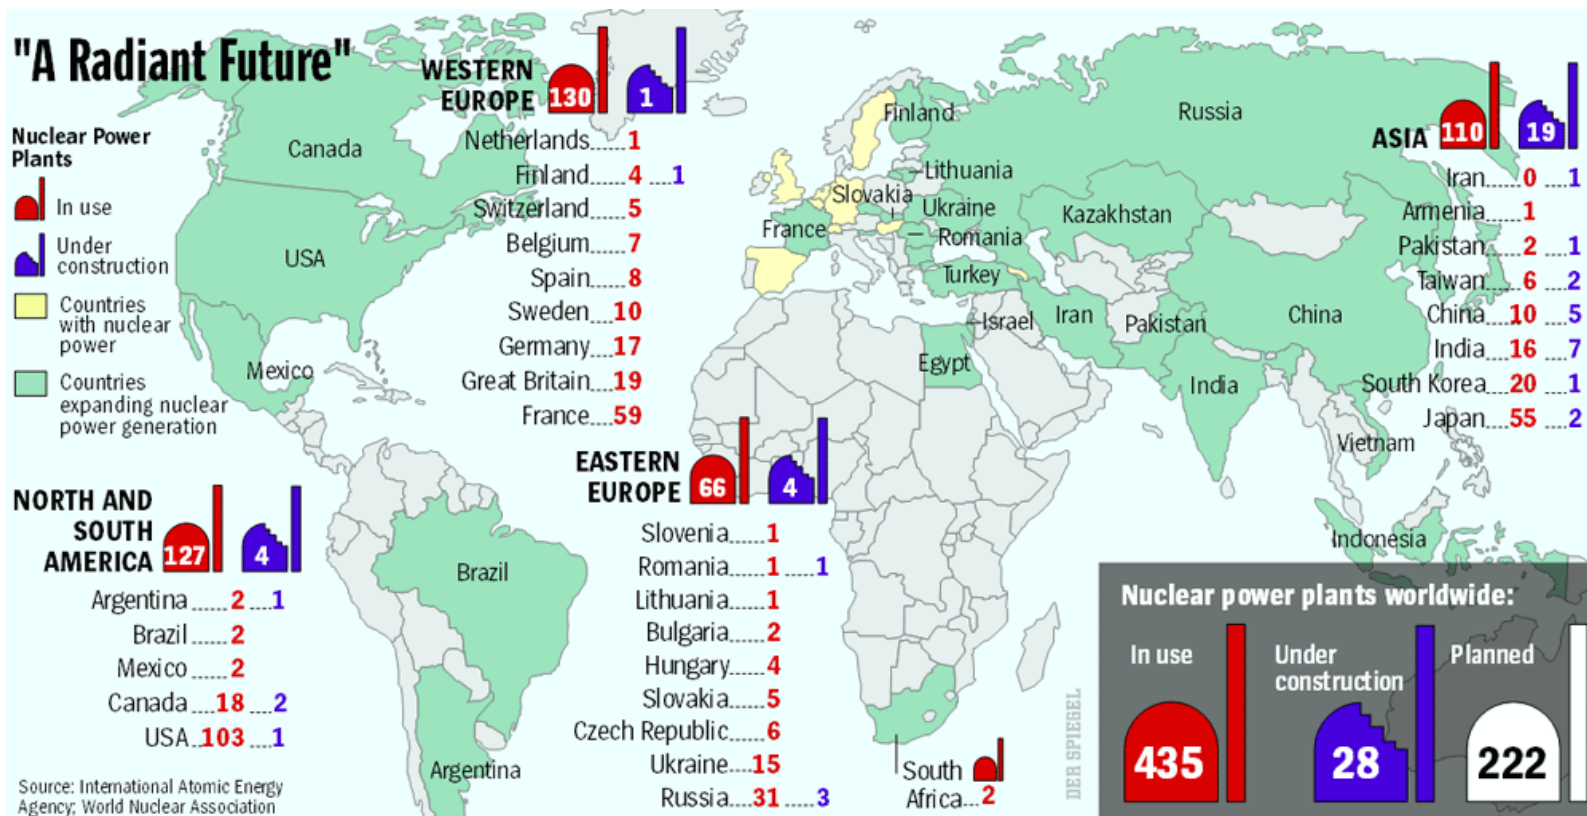 "A Radiant Future"
Nuclear Power
Plants
In use
Under
construction
Countries
with nuclear
power
Countries
expanding nuclear
power generation
WESTERN
EUROPE 130 1
Netherlands......1
Finland.....4 ....1
Switzerland.....5
Belgium.....7
Spain.....8
Sweden....10
Germany....17
Great Britain....19
France....59
NORTH AND
SOUTH
AMERICA 127 4
Argentina ......2 ....1
Brazil ......2
Mexico .....2
Canada ....18 ....2
USA..103 ....1
EASTERN
EUROPE 66 4
Slovenia......1
Romania......1 .....1
Lithuania......1
Bulgaria......2
Hungary.....4
Slovakia.....5
Czech Republic......6
Ukraine....15
Russia....31 .....3
ASIA 110 19
Iran.....0 ....1
Armenia....1
Pakistan....2 ....1
Taiwan....6 ....2
China....10 ....5
India....16 ....7
South Korea....20 ....1
Japan....55 ....2
South
Africa...2
Canada
USA
Mexico
Brazil
Argentina
Finland
Lithuania
Slovakia
Ukraine
France
Romania
Turkey
Israel
Egypt
Russia
Kazakhstan
Iran
Pakistan
China
India
Vietnam
Indonesia
Nuclear power plants worldwide:
In use
Under
construction
Planned
435
28
222
DER SPIEGEL
Source: International Atomic Energy
Agency; World Nuclear Association